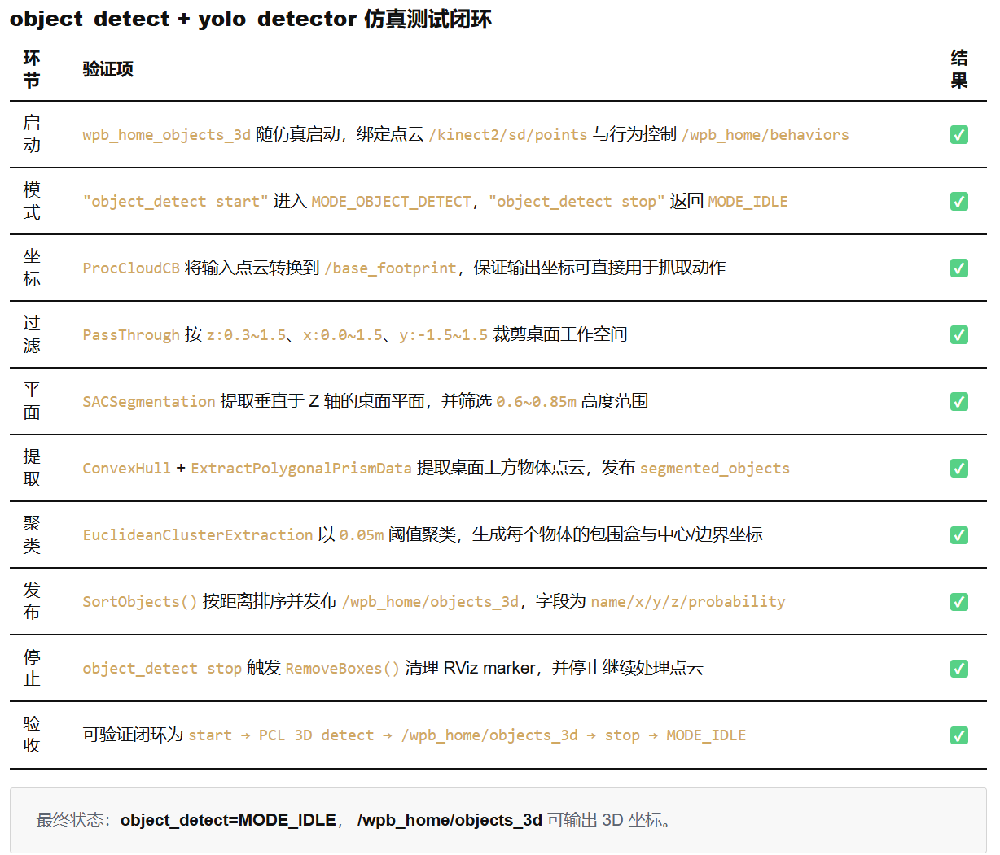 object_detect + yolo_detector 仿真测试闭环
环节 验证项 结果
启动 wpb_home_objects_3d 随仿真启动，绑定点云 /kinect2/sd/points 与行为控制 /wpb_home/behaviors ✅
模式 "object_detect start" 进入 MODE_OBJECT_DETECT，"object_detect stop" 返回 MODE_IDLE ✅
坐标 ProcCloudCB 将输入点云转换到 /base_footprint，保证输出坐标可直接用于抓取动作 ✅
过滤 PassThrough 按 z:0.3~1.5、x:0.0~1.5、y:-1.5~1.5 裁剪桌面工作空间 ✅
平面 SACSegmentation 提取垂直于 Z 轴的桌面平面，并筛选 0.6~0.85m 高度范围 ✅
提取 ConvexHull + ExtractPolygonalPrismData 提取桌面上方物体点云，发布 segmented_objects ✅
聚类 EuclideanClusterExtraction 以 0.05m 阈值聚类，生成每个物体的包围盒与中心/边界坐标 ✅
发布 SortObjects() 按距离排序并发布 /wpb_home/objects_3d，字段为 name/x/y/z/probability ✅
停止 object_detect stop 触发 RemoveBoxes() 清理 RViz marker，并停止继续处理点云 ✅
验收 可验证闭环为 start → PCL 3D detect → /wpb_home/objects_3d → stop → MODE_IDLE ✅
最终状态：object_detect=MODE_IDLE， /wpb_home/objects_3d 可输出 3D 坐标。